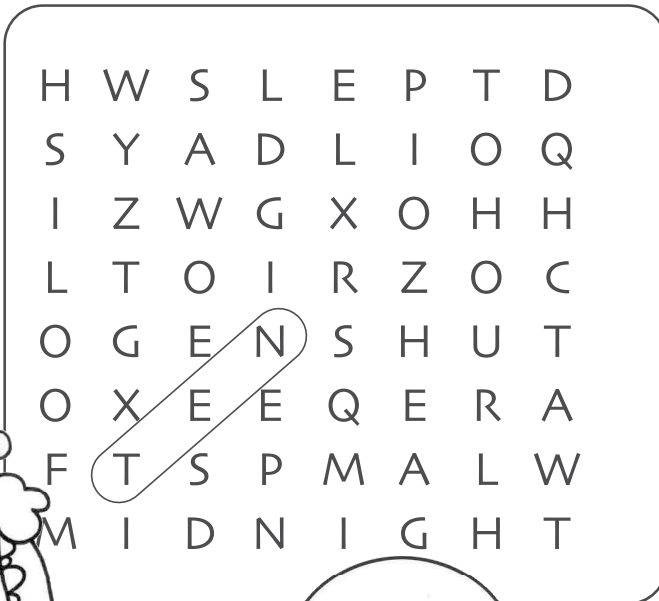 H W S L E P T D
S Y A D L I O Q
I Z W G X O H H
L T O I R Z O C
O G E N S H U T
O X E E Q E R A
F T S P M A L W
M I D N I G H T